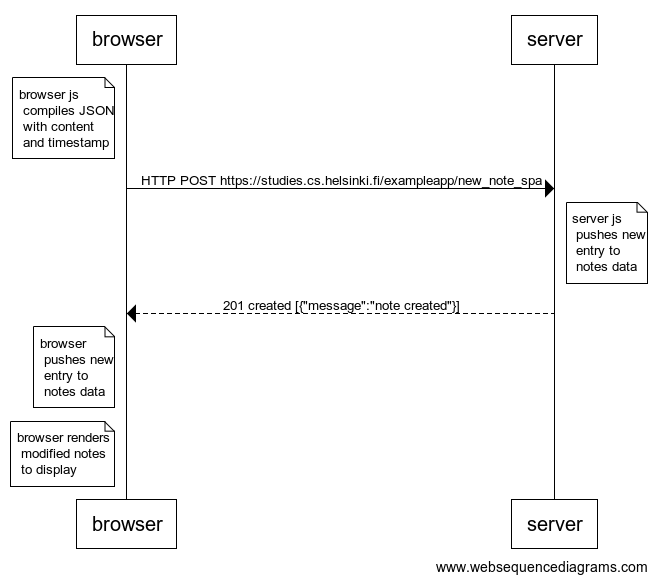 browser
server
browser js
compiles JSON
with content
and timestamp
HTTP POST https://studies.cs.helsinki.fi/exampleapp/new_note_spa
server js
pushes new
entry to
notes data
201 created [{"message":"note created"}]
browser
pushes new
entry to
notes data
browser renders
modified notes
to display
browser
server
www.websequencediagrams.com